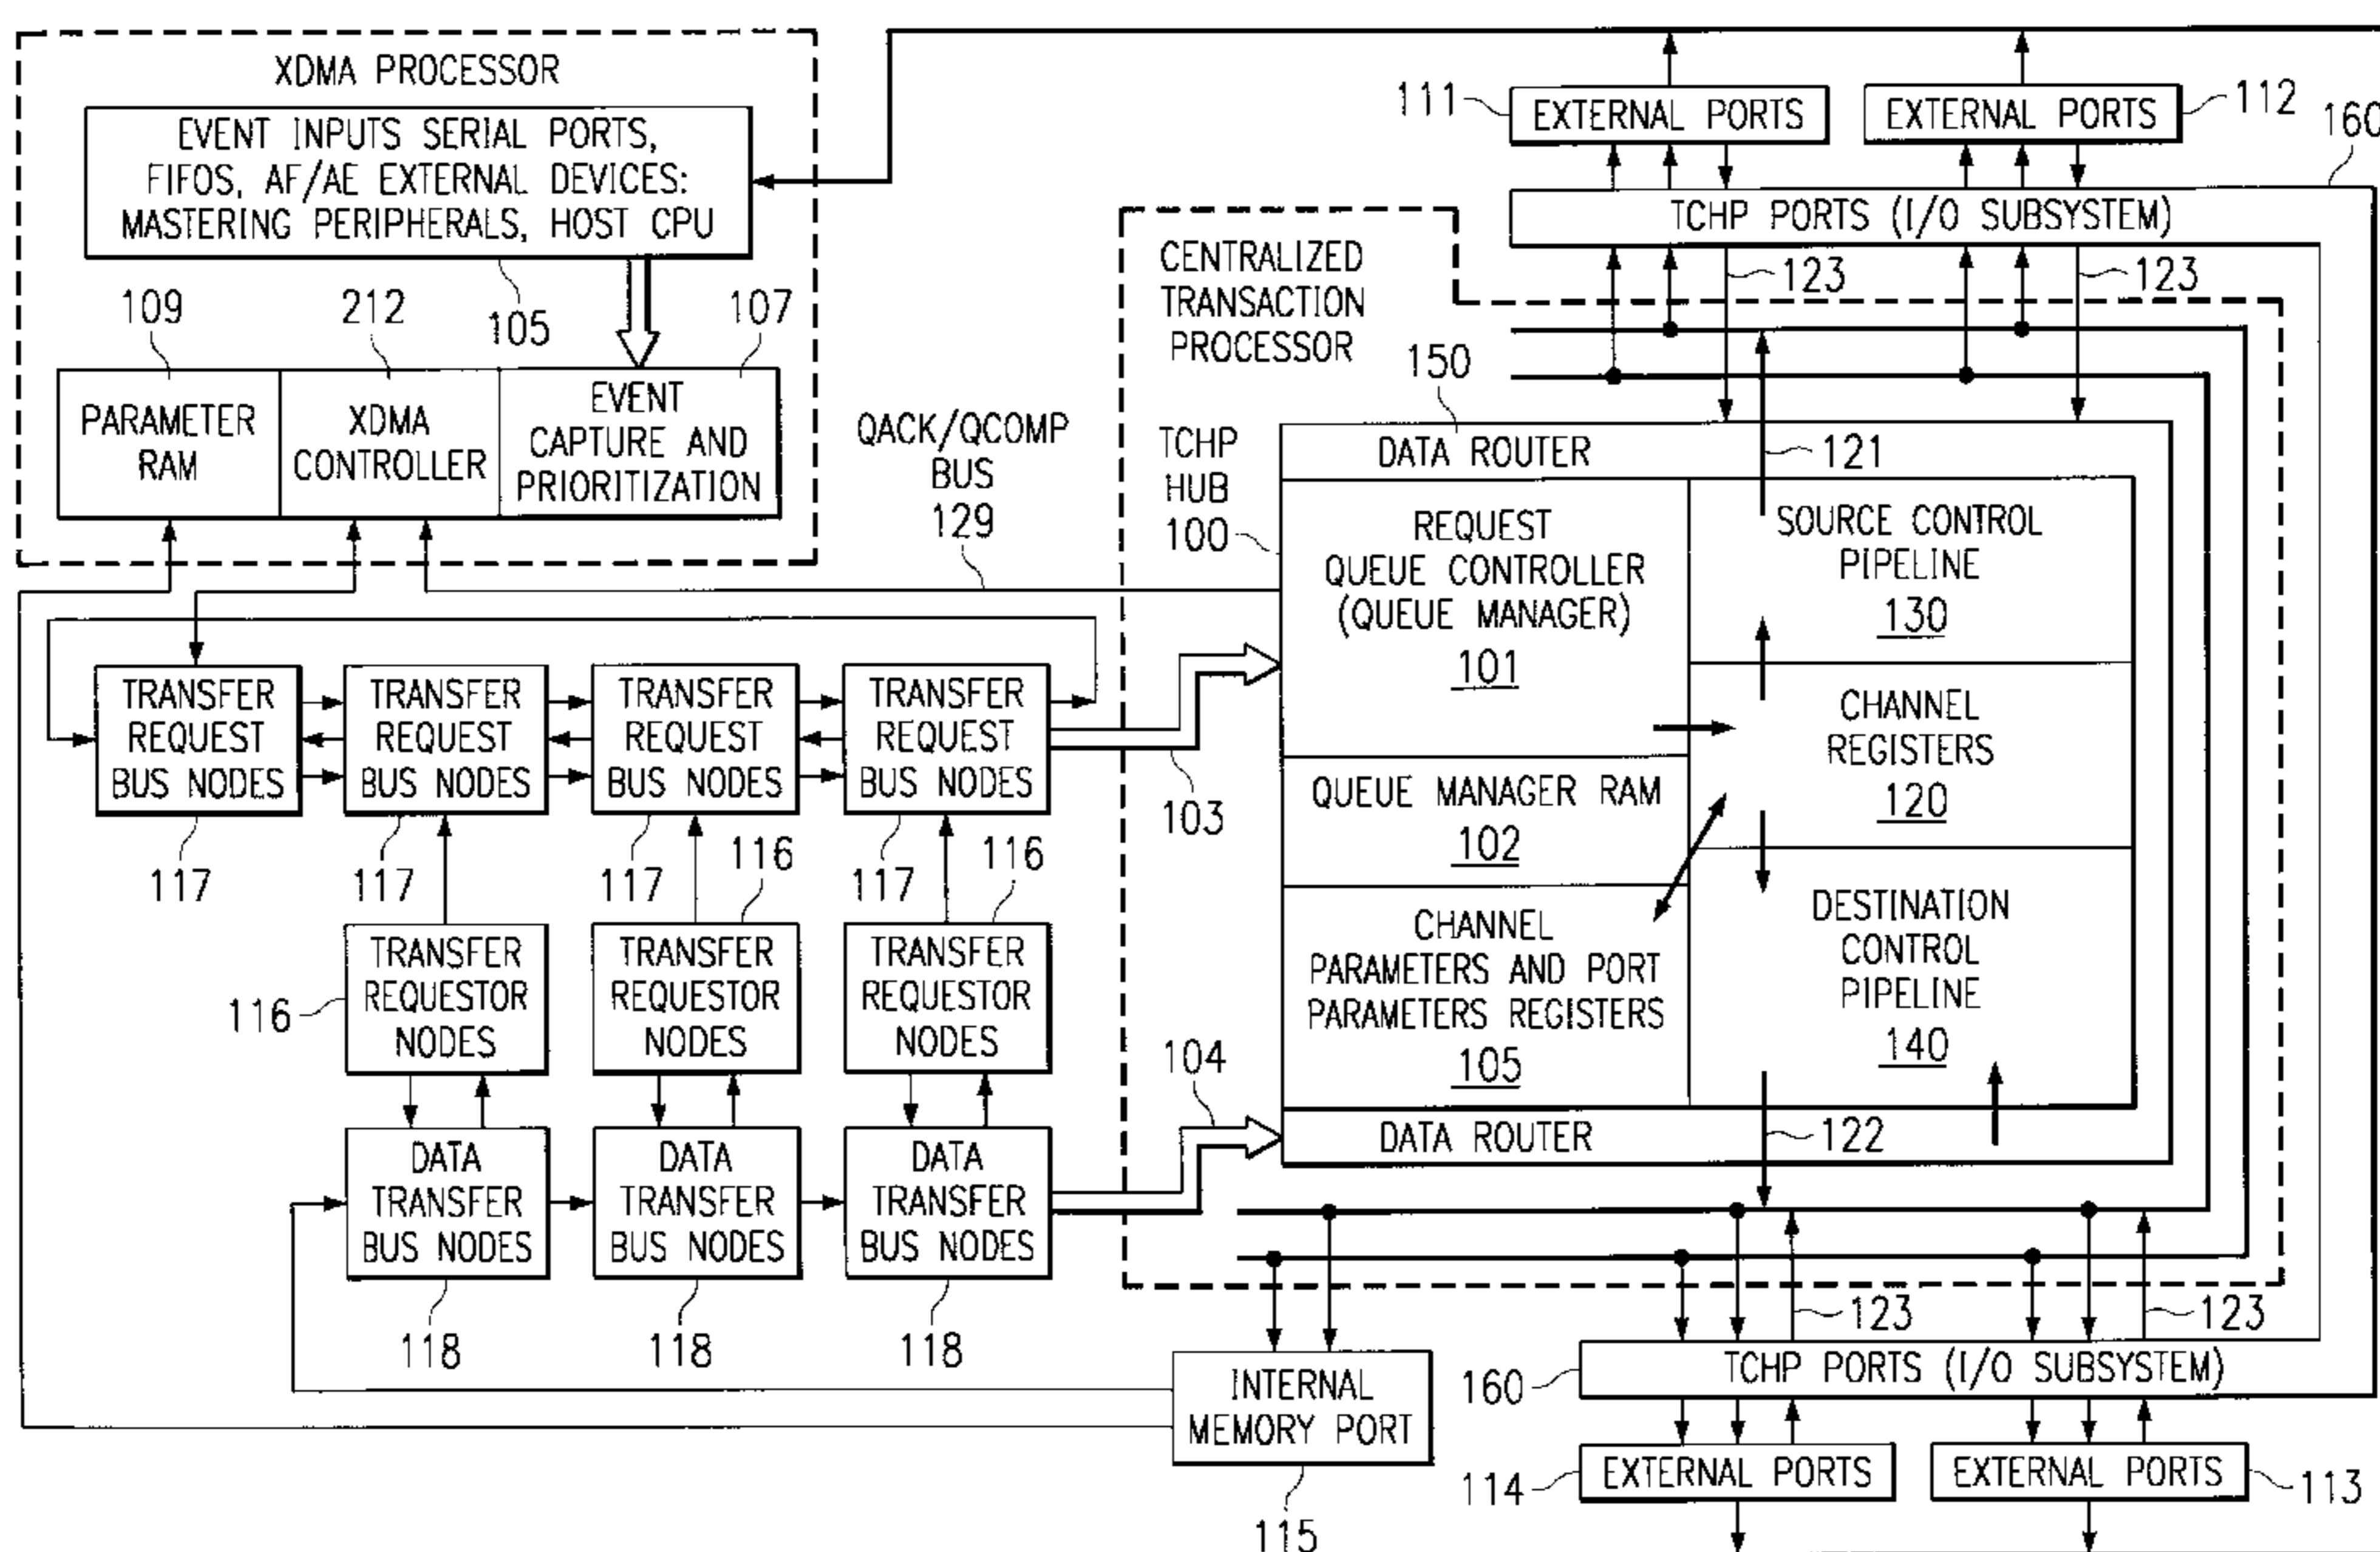 XDMA PROCESSOR
EVENT INPUTS SERIAL PORTS,
FIFOS, AF/AE EXTERNAL DEVICES:
MASTERING PERIPHERALS, HOST CPU
109
212
105
107
PARAMETER
RAM
XDMA
CONTROLLER
EVENT
CAPTURE AND
PRIORITIZATION
QACK/QCOMP
BUS
129
111
EXTERNAL PORTS
EXTERNAL PORTS
112
160
TCHP PORTS (I/O SUBSYSTEM)
123
123
CENTRALIZED
TRANSACTION
PROCESSOR
150
TCHP
HUB
100
DATA ROUTER
121
REQUEST
QUEUE CONTROLLER
(QUEUE MANAGER)
101
SOURCE CONTROL
PIPELINE
130
CHANNEL
REGISTERS
120
QUEUE MANAGER RAM
102
CHANNEL
PARAMETERS AND PORT
PARAMETERS REGISTERS
105
DESTINATION
CONTROL
PIPELINE
140
DATA ROUTER
122
TRANSFER
REQUEST
BUS NODES
TRANSFER
REQUEST
BUS NODES
TRANSFER
REQUEST
BUS NODES
TRANSFER
REQUEST
BUS NODES
103
117
117
117
116
117
116
116
TRANSFER
REQUESTOR
NODES
TRANSFER
REQUESTOR
NODES
TRANSFER
REQUESTOR
NODES
104
DATA
TRANSFER
BUS NODES
DATA
TRANSFER
BUS NODES
DATA
TRANSFER
BUS NODES
118
118
118
123
123
INTERNAL
MEMORY PORT
115
160
TCHP PORTS (I/O SUBSYSTEM)
114
EXTERNAL PORTS
EXTERNAL PORTS
113